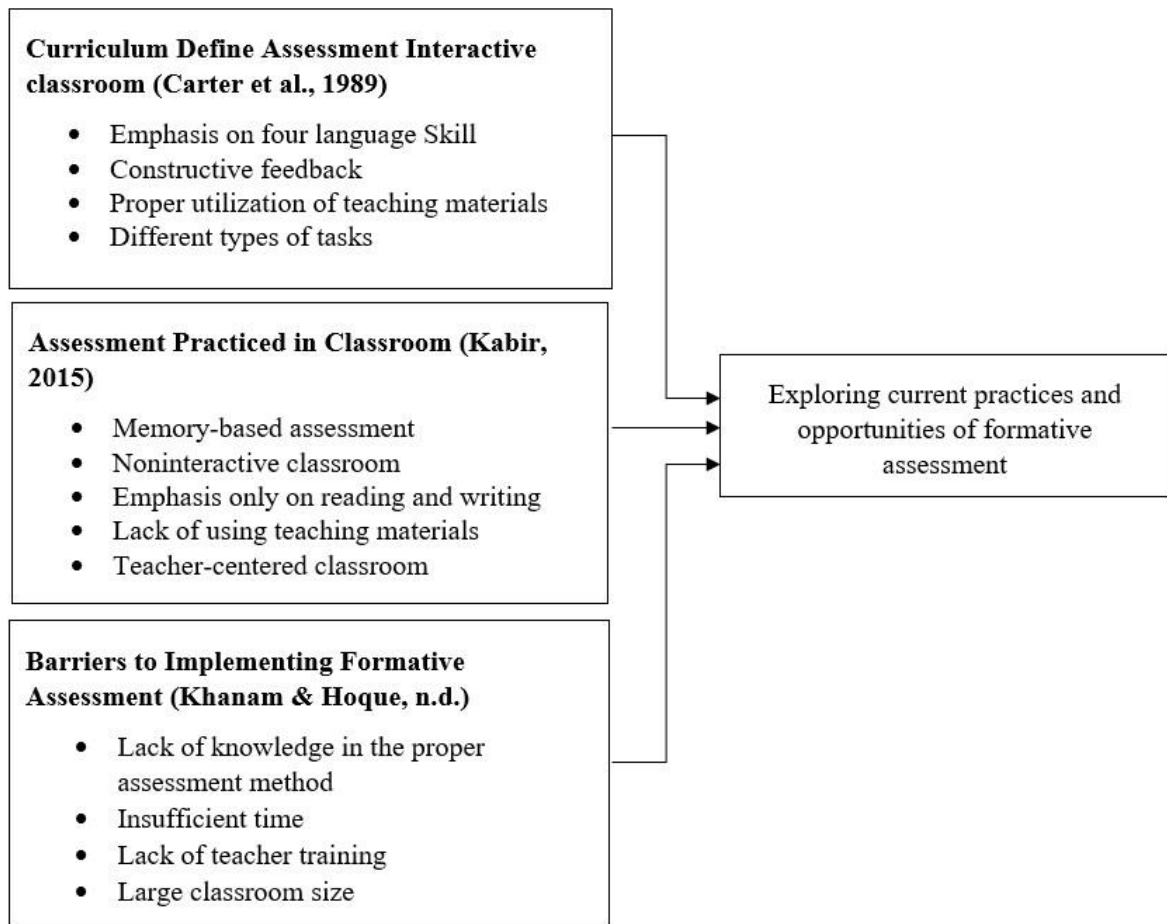 Curriculum Define Assessment Interactive
classroom (Carter et al., 1989)
• Emphasis on four language Skill
• Constructive feedback
• Proper utilization of teaching materials
• Different types of tasks
Assessment Practiced in Classroom (Kabir,
2015)
• Memory-based assessment
• Noninteractive classroom
• Emphasis only on reading and writing
• Lack of using teaching materials
• Teacher-centered classroom
Barriers to Implementing Formative
Assessment (Khanam & Hoque, n.d.)
• Lack of knowledge in the proper
assessment method
• Insufficient time
• Lack of teacher training
• Large classroom size
Exploring current practices and
opportunities of formative
assessment